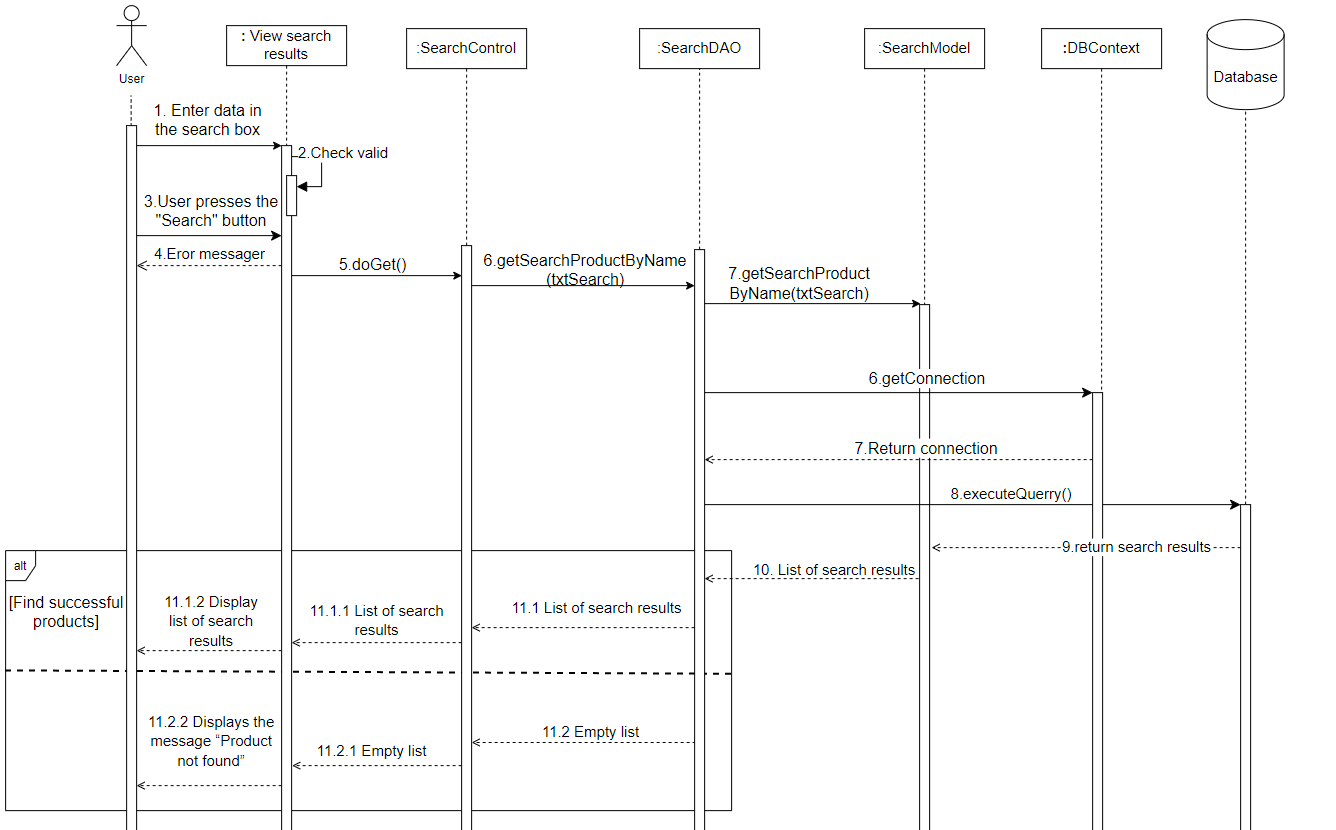 User
: View search
results
:SearchControl
:SearchDAO
:SearchModel
:DBContext
Database
1. Enter data in
the search box
2.Check valid
3.User presses the
"Search" button
4.Eror messager
5.doGet()
6.getSearchProductByName
(txtSearch)
7.getSearchProduct
ByName(txtSearch)
6.getConnection
7.Return connection
8.executeQuerry()
9.return search results
10. List of search results
alt
[Find successful
products]
11.1.2 Display
list of search
results
11.1.1 List of search
results
11.1 List of search results
11.2.2 Displays the
message “Product
not found”
11.2.1 Empty list
11.2 Empty list